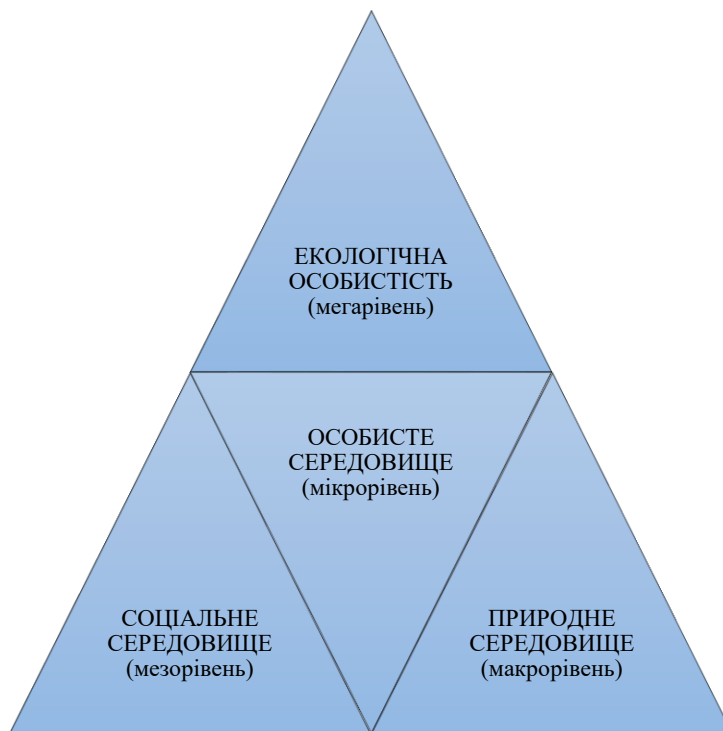 ЕКОЛОГІЧНА
ОСОБИСТІСТЬ
(мегарівень)
ОСОБИСТЕ
СЕРЕДОВИЩЕ
(мікрорівень)
СОЦІАЛЬНЕ
СЕРЕДОВИЩЕ
(мезорівень)
ПРИРОДНЕ
СЕРЕДОВИЩЕ
(макрорівень)